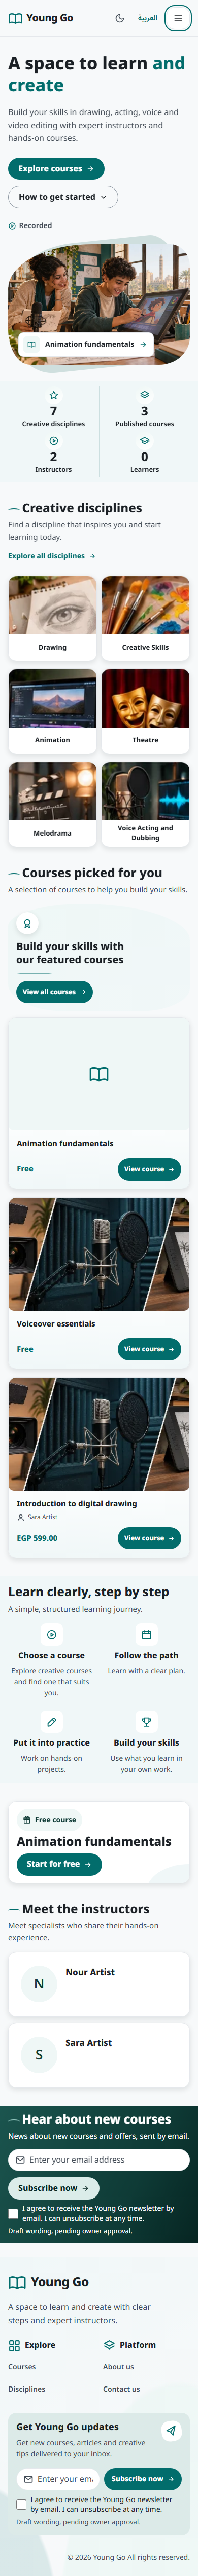 Young Go
العربية
A space to learn and
create
Build your skills in drawing, acting, voice and
video editing with expert instructors and
hands-on courses.
Explore courses
How to get started
Recorded
Animation fundamentals
7
Creative disciplines
3
Published courses
2
Instructors
0
Learners
Creative disciplines
Find a discipline that inspires you and start
learning today.
Explore all disciplines
Drawing
Creative Skills
Animation
Theatre
Melodrama
Voice Acting and
Dubbing
Courses picked for you
A selection of courses to help you build your skills.
Build your skills with
our featured courses
View all courses
Animation fundamentals
Free
View course
Voiceover essentials
Free
View course
Introduction to digital drawing
Sara Artist
EGP 599.00
View course
Learn clearly, step by step
A simple, structured learning journey.
Choose a course
Explore creative courses
and find one that suits
you.
Follow the path
Learn with a clear plan.
Put it into practice
Work on hands-on
projects.
Build your skills
Use what you learn in
your own work.
Free course
Animation fundamentals
Start for free
Meet the instructors
Meet specialists who share their hands-on
experience.
N
Nour Artist
S
Sara Artist
Hear about new courses
News about new courses and offers, sent by email.
Enter your email address
Subscribe now
I agree to receive the Young Go newsletter by
email. I can unsubscribe at any time.
Draft wording, pending owner approval.
Young Go
A space to learn and create with clear
steps and expert instructors.
Explore
Courses
Disciplines
Platform
About us
Contact us
Get Young Go updates
Get new courses, articles and creative
tips delivered to your inbox.
Enter your ema
Subscribe now
I agree to receive the Young Go newsletter
by email. I can unsubscribe at any time.
Draft wording, pending owner approval.
© 2026 Young Go All rights reserved.